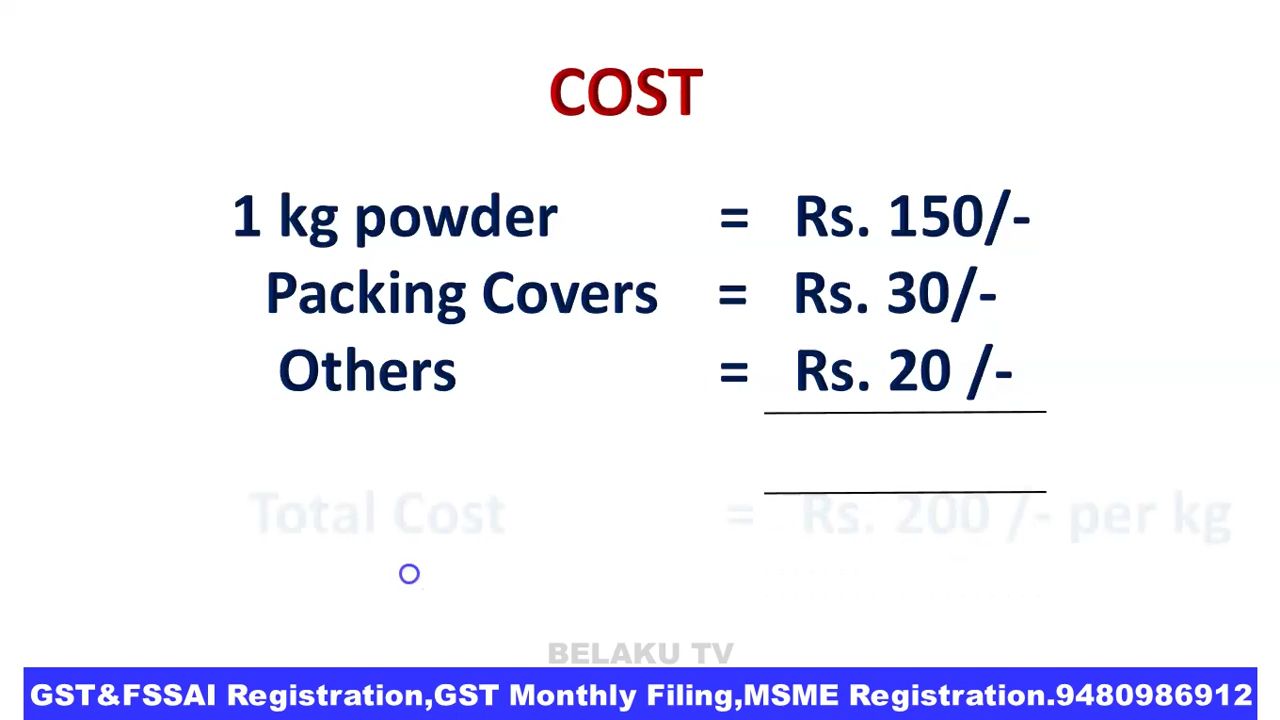 COST
1 kg powder = Rs. 150/-
Packing Covers = Rs. 30/-
Others = Rs. 20 /-
Total Cost = Rs. 200 /- per kg
BELAKU TV
GST&FSSAI Registration,GST Monthly Filing,MSME Registration.9480986912